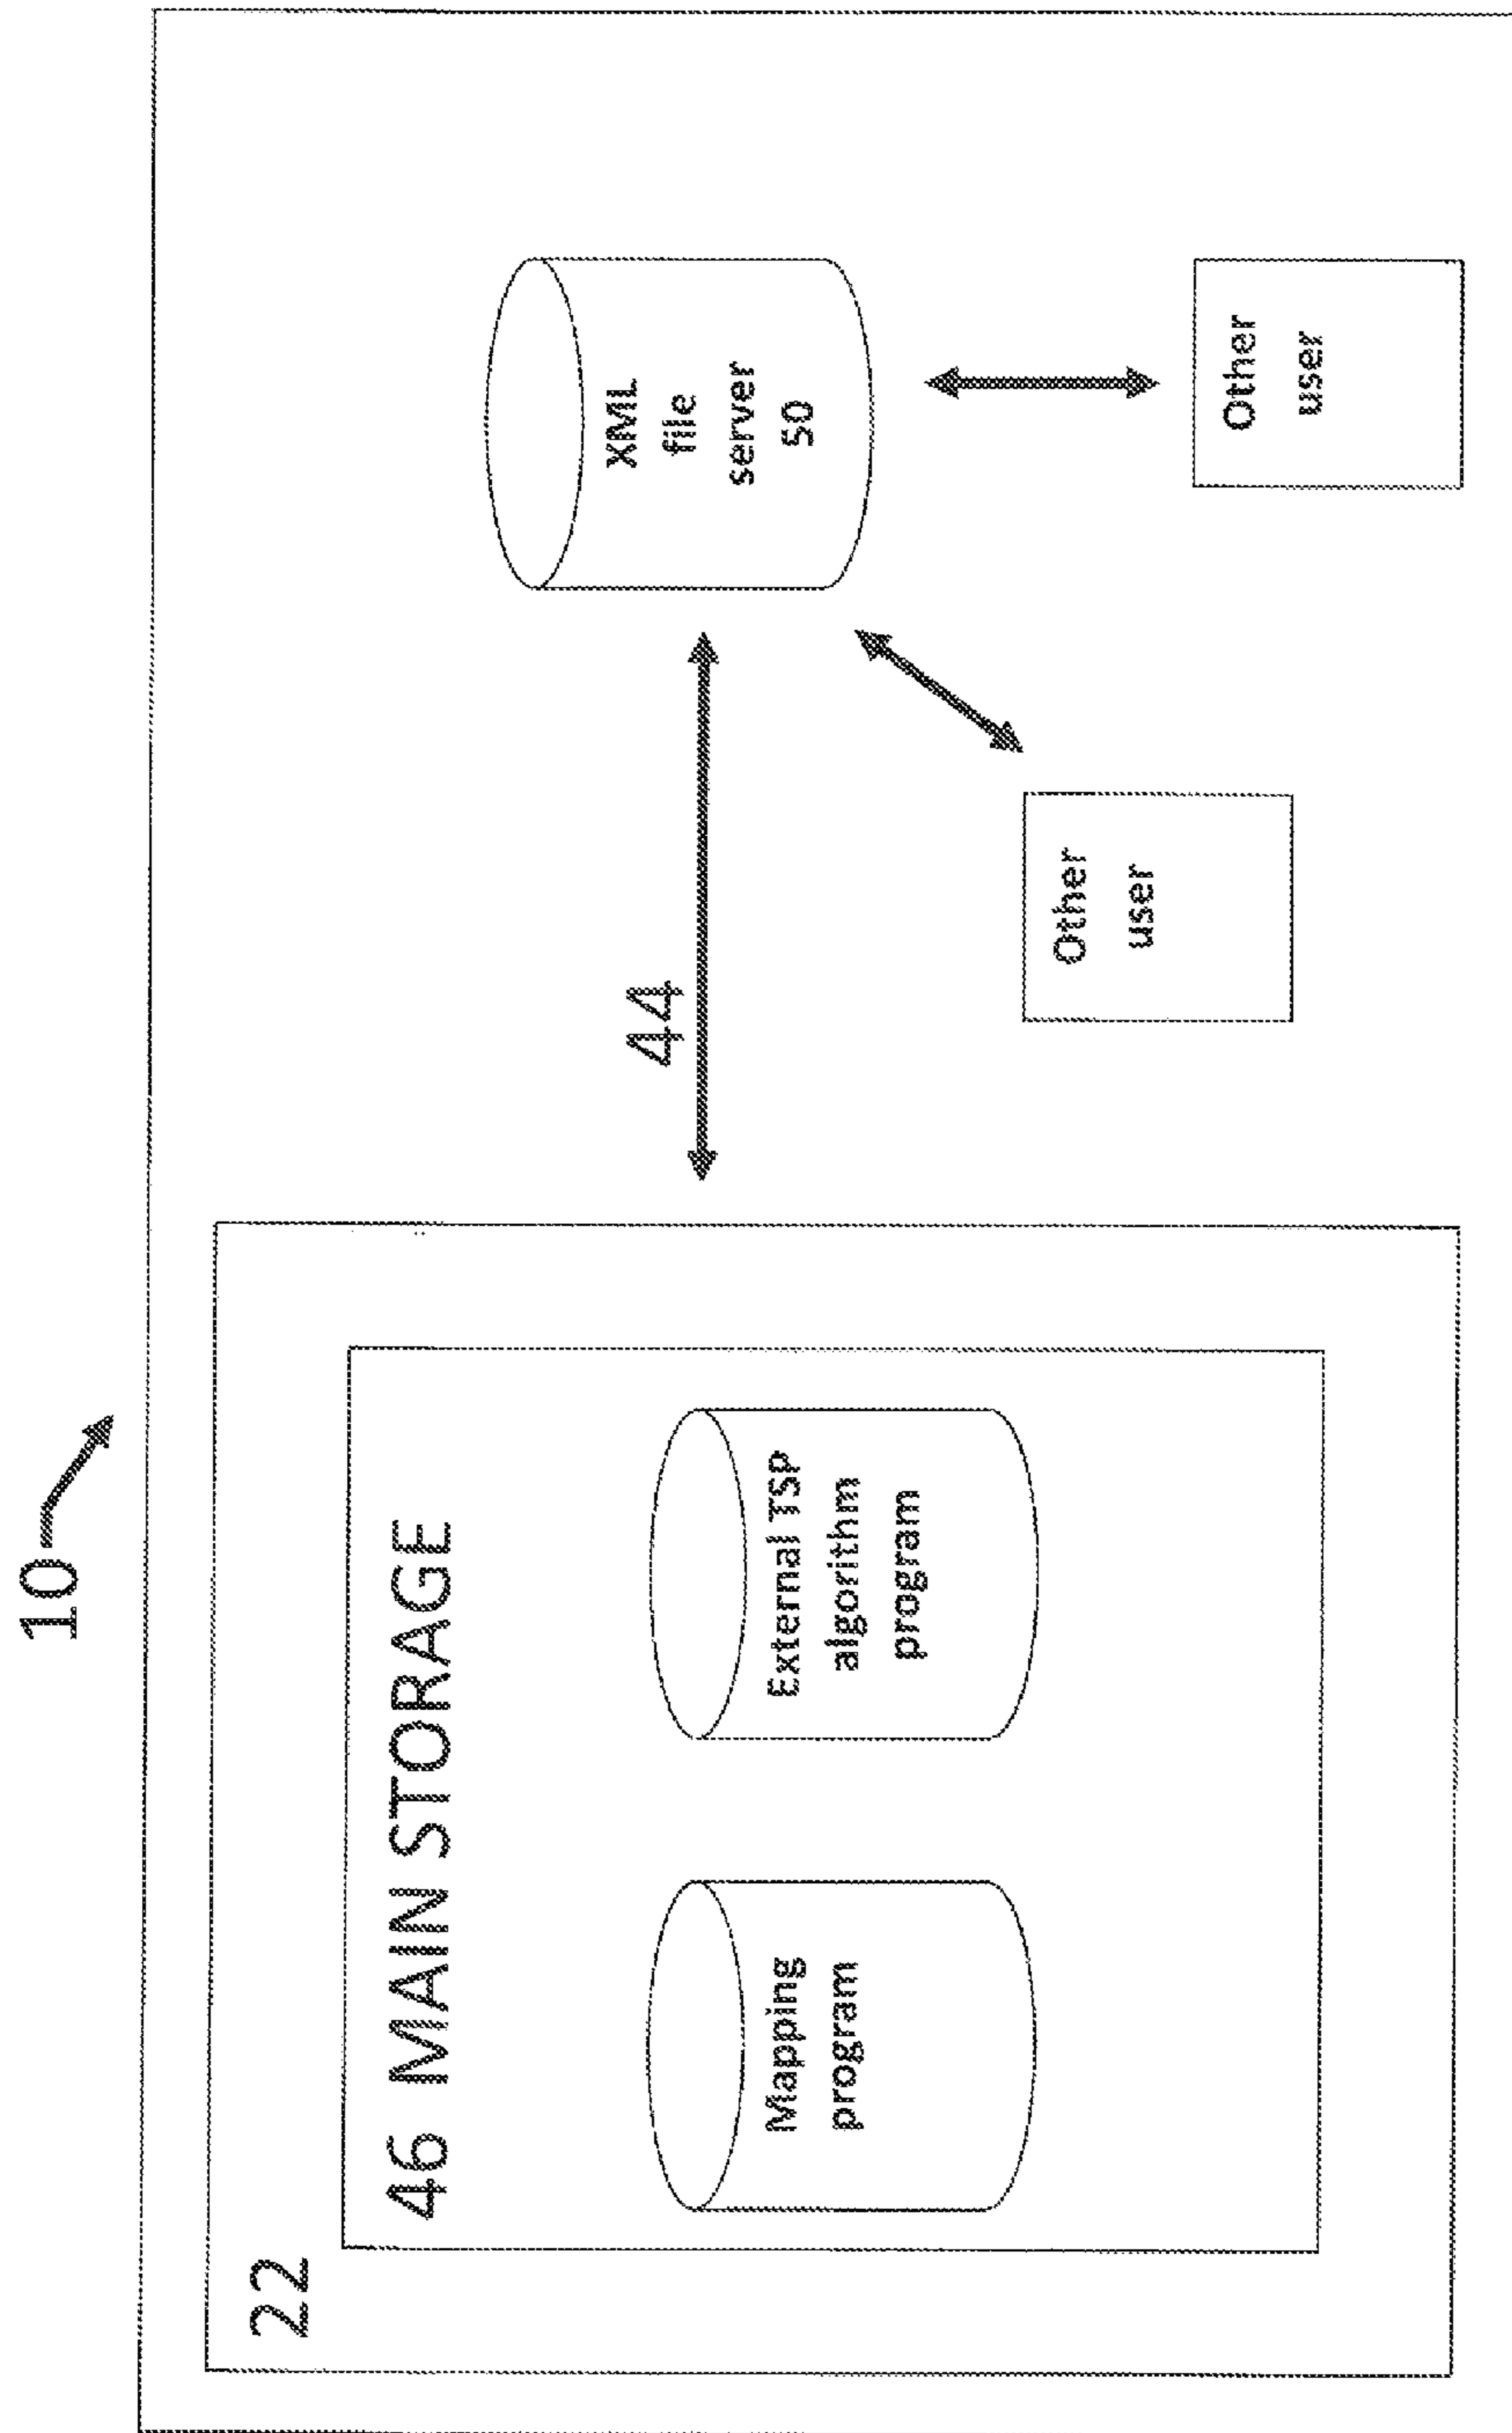 10
22
46 MAIN STORAGE
Mapping
program
External TSP
algorithm
program
44
XML
file
server
50
Other
user
Other
user